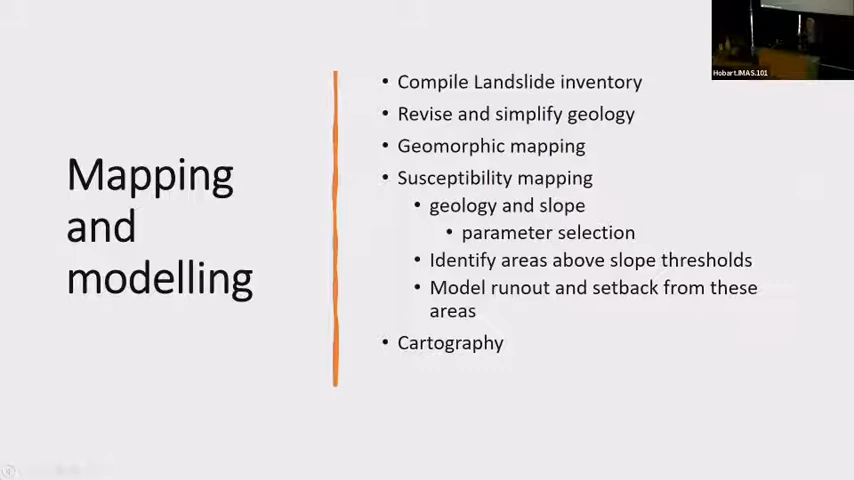 Hobart.IMAS.101
Mapping
and
modelling
• Compile Landslide inventory
• Revise and simplify geology
• Geomorphic mapping
• Susceptibility mapping
• geology and slope
• parameter selection
• Identify areas above slope thresholds
• Model runout and setback from these
areas
• Cartography